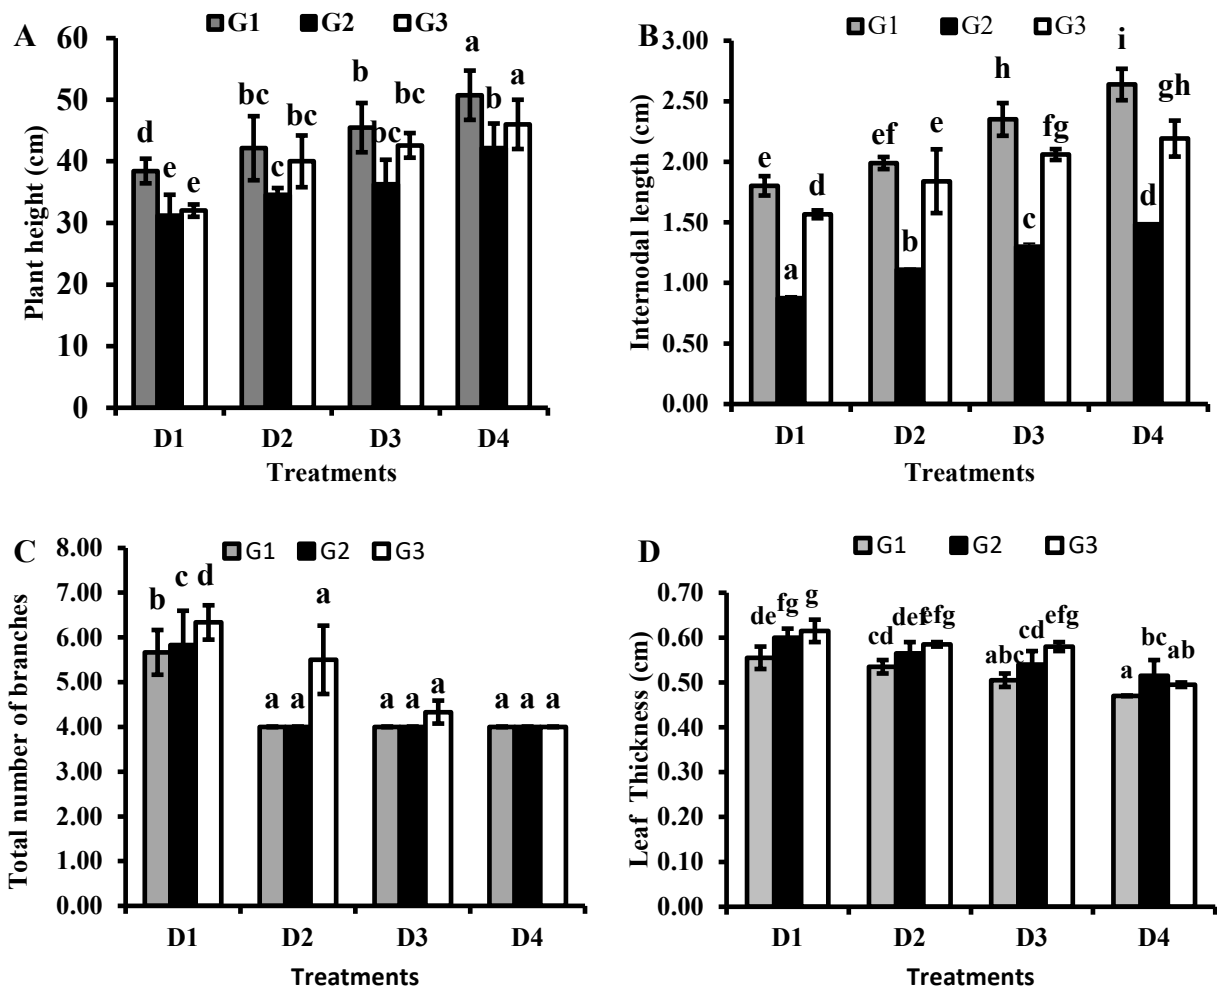 A
G1 G2 G3
60
50
40
30
20
10
0
Plant height (cm)
d e e
bc c bc
b bc bc
a b a
D1 D2 D3 D4
Treatments
B
G1 G2 G3
3.00
2.50
2.00
1.50
1.00
0.50
0.00
Internodal length (cm)
e a d
ef b e
h c fg
i d gh
D1 D2 D3 D4
Treatments
C
G1 G2 G3
8.00
7.00
6.00
5.00
4.00
3.00
2.00
1.00
0.00
Total number of branches
b c d
a a a
a a a
a a a
D1 D2 D3 D4
Treatments
D
G1 G2 G3
0.70
0.60
0.50
0.40
0.30
0.20
0.10
0.00
Leaf Thickness (cm)
de fg g
cd def efg
abc cd efg
a bc ab
D1 D2 D3 D4
Treatments